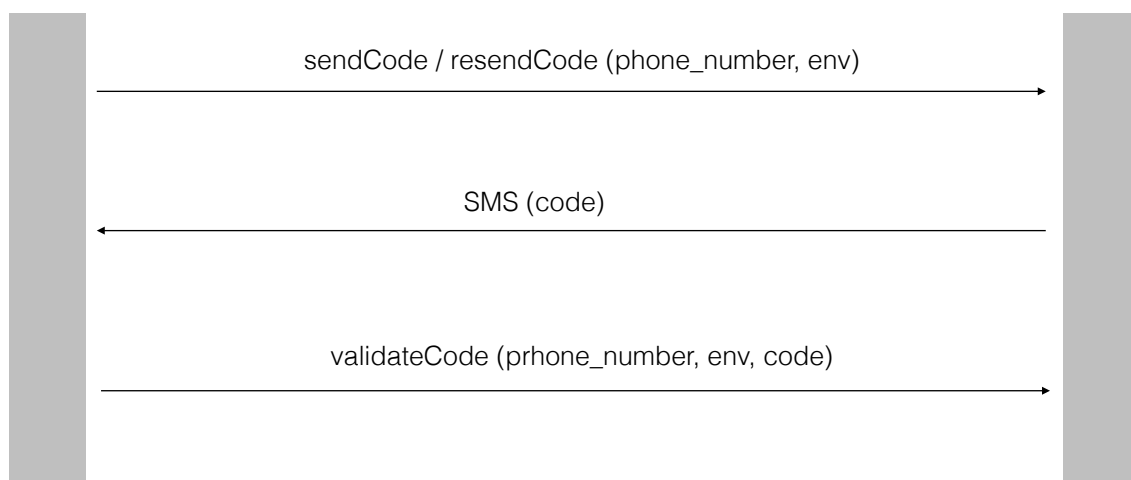 sendCode / resendCode (phone_number, env)
SMS (code)
validateCode (prhone_number, env, code)